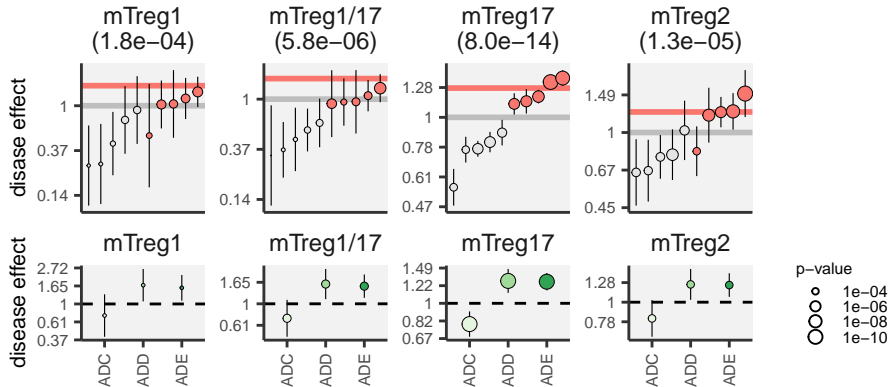 mTreg1
(1.8e−04)
mTreg1/17
(5.8e−06)
mTreg17
(8.0e−14)
mTreg2
(1.3e−05)
disase effect
1
0.37
0.14
1
0.37
0.14
1.28
1
0.78
0.61
0.47
1.49
1
0.67
0.45
mTreg1
mTreg1/17
mTreg17
mTreg2
disease effect
2.72
1.65
1
0.61
0.37
1.65
1
0.61
1.49
1.22
1
0.82
0.67
1.28
1
0.78
ADC
ADD
ADE
ADC
ADD
ADE
ADC
ADD
ADE
ADC
ADD
ADE
p−value
1e−04
1e−06
1e−08
1e−10